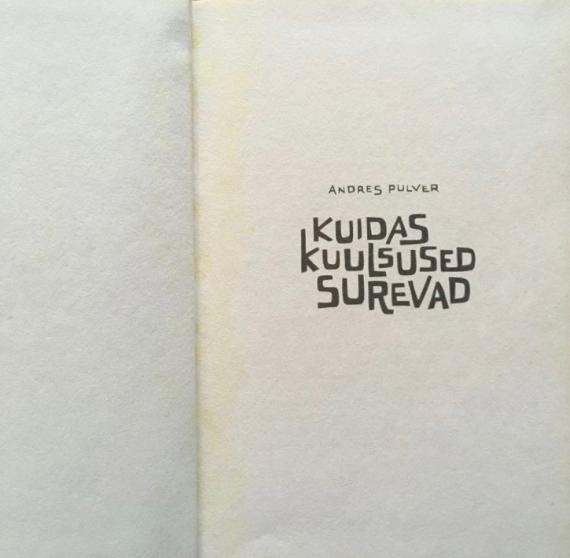 ANDRES PULVER
KUIDAS
KUULSUSED
SUREVAD